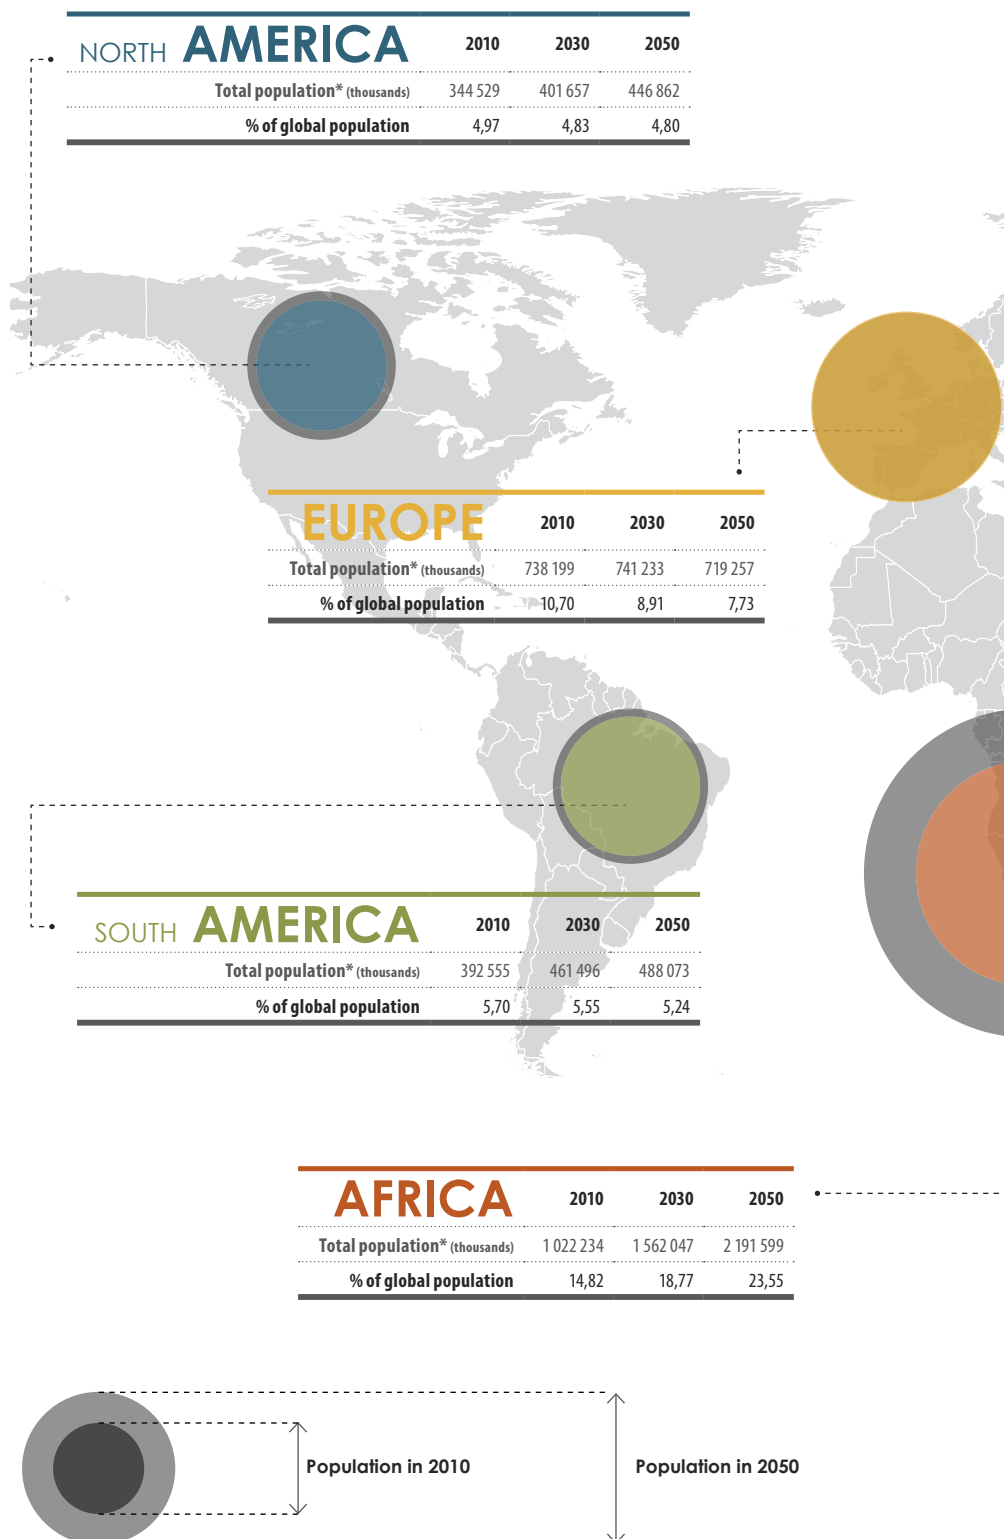 NORTH AMERICA 2010 2030 2050
Total population* (thousands) 344 529 401 657 446 862
% of global population 4,97 4,83 4,80
EUROPE 2010 2030 2050
Total population* (thousands) 738 199 741 233 719 257
% of global population 10,70 8,91 7,73
SOUTH AMERICA 2010 2030 2050
Total population* (thousands) 392 555 461 496 488 073
% of global population 5,70 5,55 5,24
AFRICA 2010 2030 2050
Total population* (thousands) 1 022 234 1 562 047 2 191 599
% of global population 14,82 18,77 23,55
Population in 2010 Population in 2050